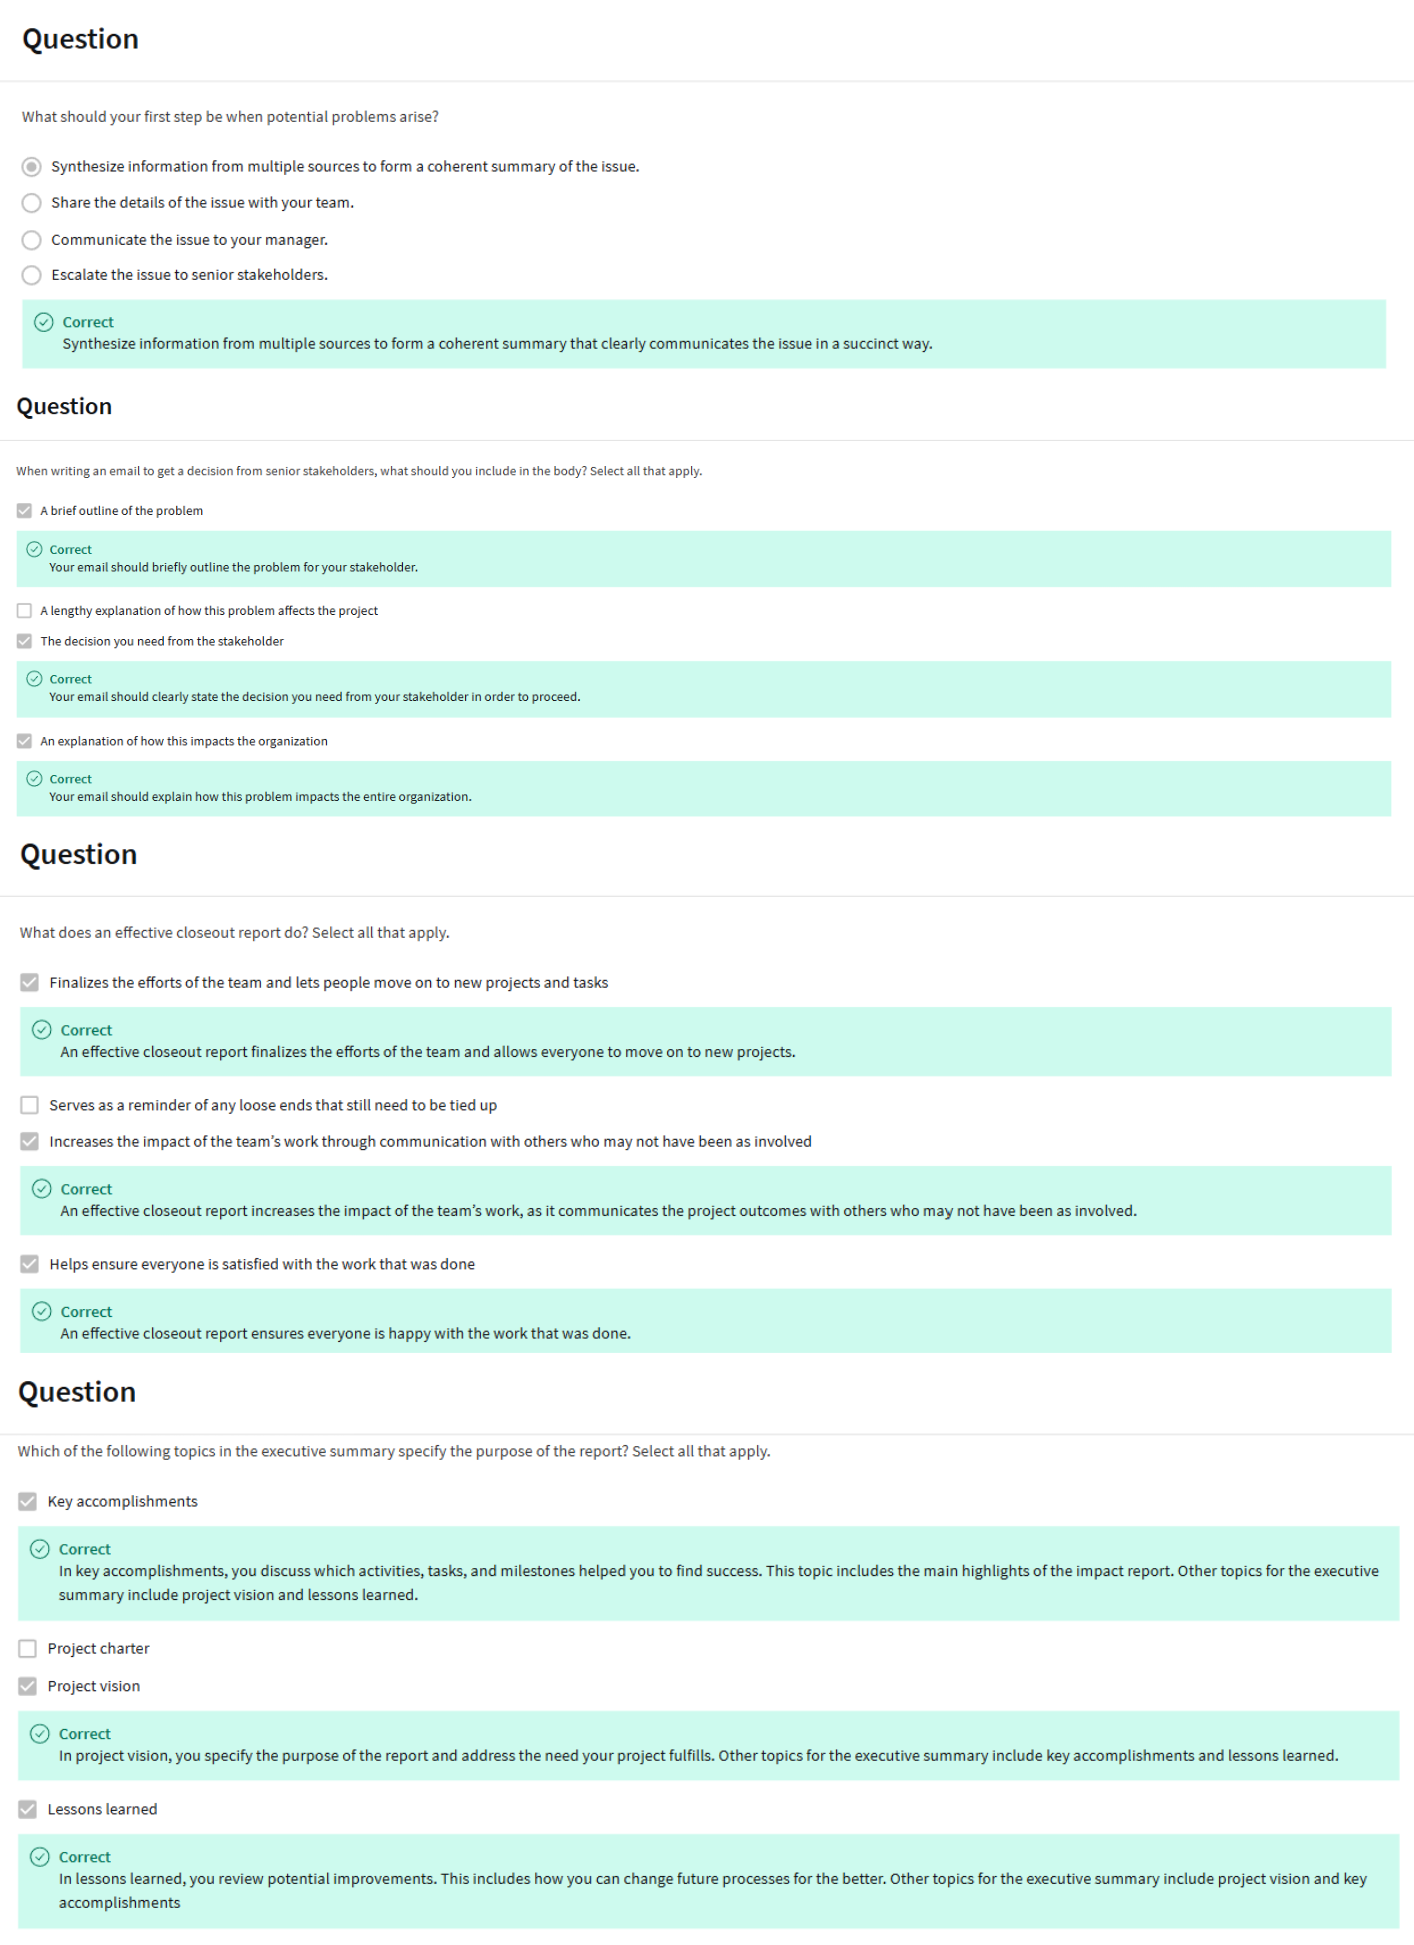 Question
What should your first step be when potential problems arise?
Synthesize information from multiple sources to form a coherent summary of the issue.
Share the details of the issue with your team.
Communicate the issue to your manager.
Escalate the issue to senior stakeholders.
Correct
Synthesize information from multiple sources to form a coherent summary that clearly communicates the issue in a succinct way.
Question
When writing an email to get a decision from senior stakeholders, what should you include in the body? Select all that apply.
A brief outline of the problem
Correct
Your email should briefly outline the problem for your stakeholder.
A lengthy explanation of how this problem affects the project
The decision you need from the stakeholder
Correct
Your email should clearly state the decision you need from your stakeholder in order to proceed.
An explanation of how this impacts the organization
Correct
Your email should explain how this problem impacts the entire organization.
Question
What does an effective closeout report do? Select all that apply.
Finalizes the efforts of the team and lets people move on to new projects and tasks
Correct
An effective closeout report finalizes the efforts of the team and allows everyone to move on to new projects.
Serves as a reminder of any loose ends that still need to be tied up
Increases the impact of the team’s work through communication with others who may not have been as involved
Correct
An effective closeout report increases the impact of the team’s work, as it communicates the project outcomes with others who may not have been as involved.
Helps ensure everyone is satisfied with the work that was done
Correct
An effective closeout report ensures everyone is happy with the work that was done.
Question
Which of the following topics in the executive summary specify the purpose of the report? Select all that apply.
Key accomplishments
Correct
In key accomplishments, you discuss which activities, tasks, and milestones helped you to find success. This topic includes the main highlights of the impact report. Other topics for the executive
summary include project vision and lessons learned.
Project charter
Project vision
Correct
In project vision, you specify the purpose of the report and address the need your project fulfills. Other topics for the executive summary include key accomplishments and lessons learned.
Lessons learned
Correct
In lessons learned, you review potential improvements. This includes how you can change future processes for the better. Other topics for the executive summary include project vision and key
accomplishments